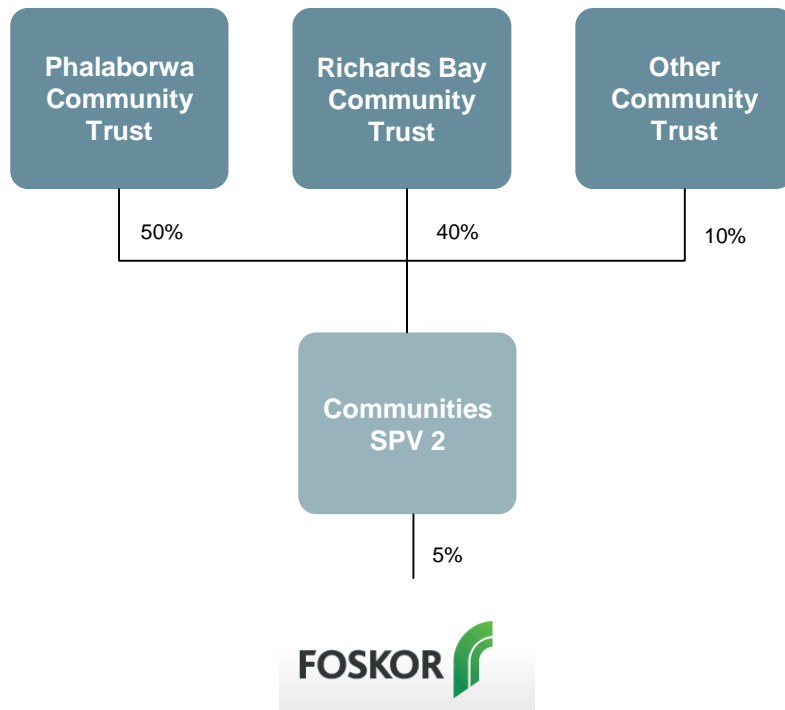 Phalaborwa
Community
Trust
Richards Bay
Community
Trust
Other
Community
Trust
50%
40%
10%
Communities
SPV 2
5%
FOSKOR